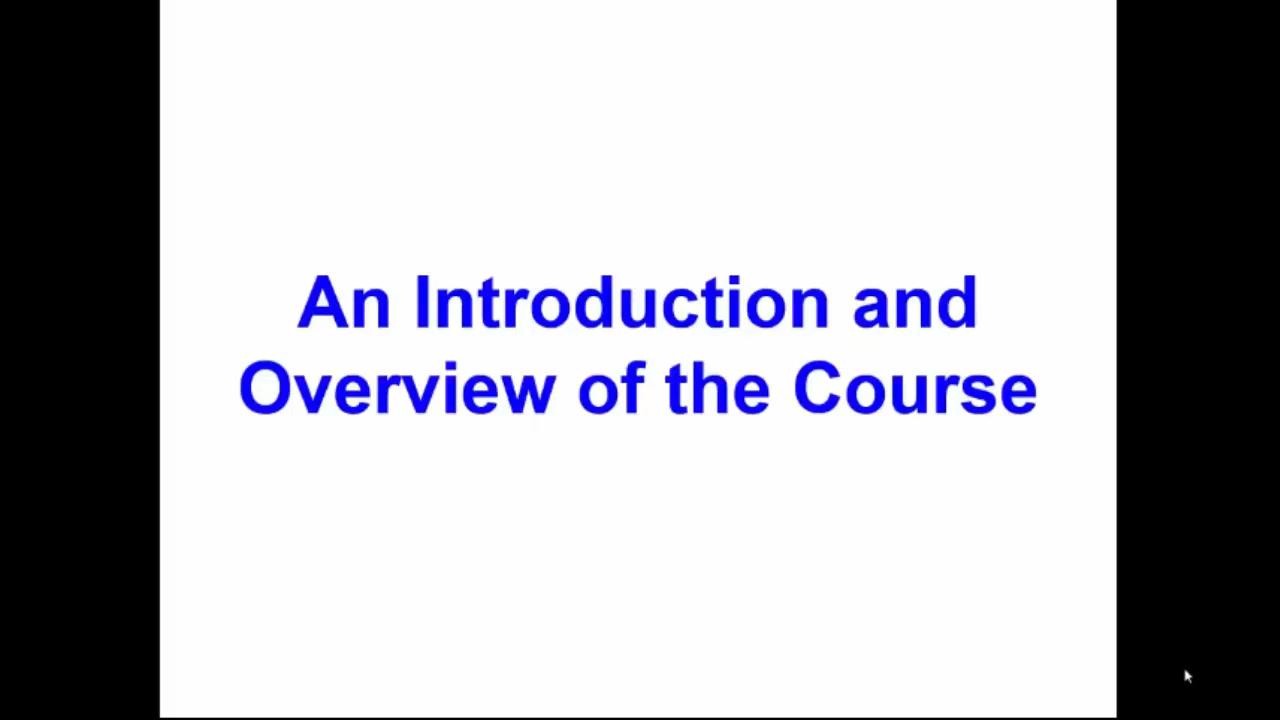 An Introduction and
Overview of the Course